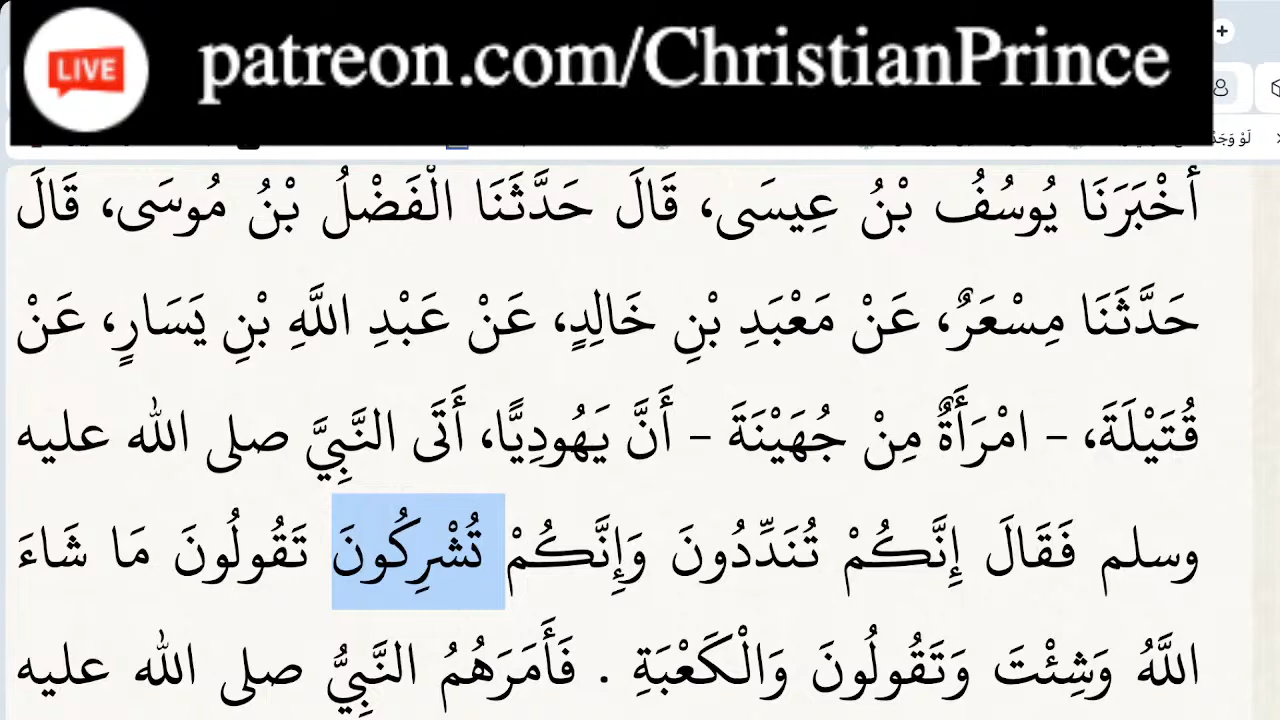 LIVE
patreon.com/ChristianPrince
لَوْ وَجَدْ
أَخْبَرَنَا يُوسُفُ بْنُ عِيسَى، قَالَ حَدَّثَنَا الْفَضْلُ بْنُ مُوسَى، قَالَ
حَدَّثَنَا مِسْعَرٌ، عَنْ مَعْبَدِ بْنِ خَالِدٍ، عَنْ عَبْدِ اللَّهِ بْنِ يَسَارٍ، عَنْ
قُتَيْلَةَ، - امْرَأَةٌ مِنْ جُهَيْنَةَ - أَنَّ يَهُودِيًّا، أَتَى النَّبِيَّ صلى الله عليه
وسلم فَقَالَ إِنَّكُمْ تُنَدِّدُونَ وَإِنَّكُمْ تُشْرِكُونَ تَقُولُونَ مَا شَاءَ
اللَّهُ وَشِئْتَ وَتَقُولُونَ وَالْكَعْبَةِ . فَأَمَرَهُمُ النَّبِيُّ صلى الله عليه